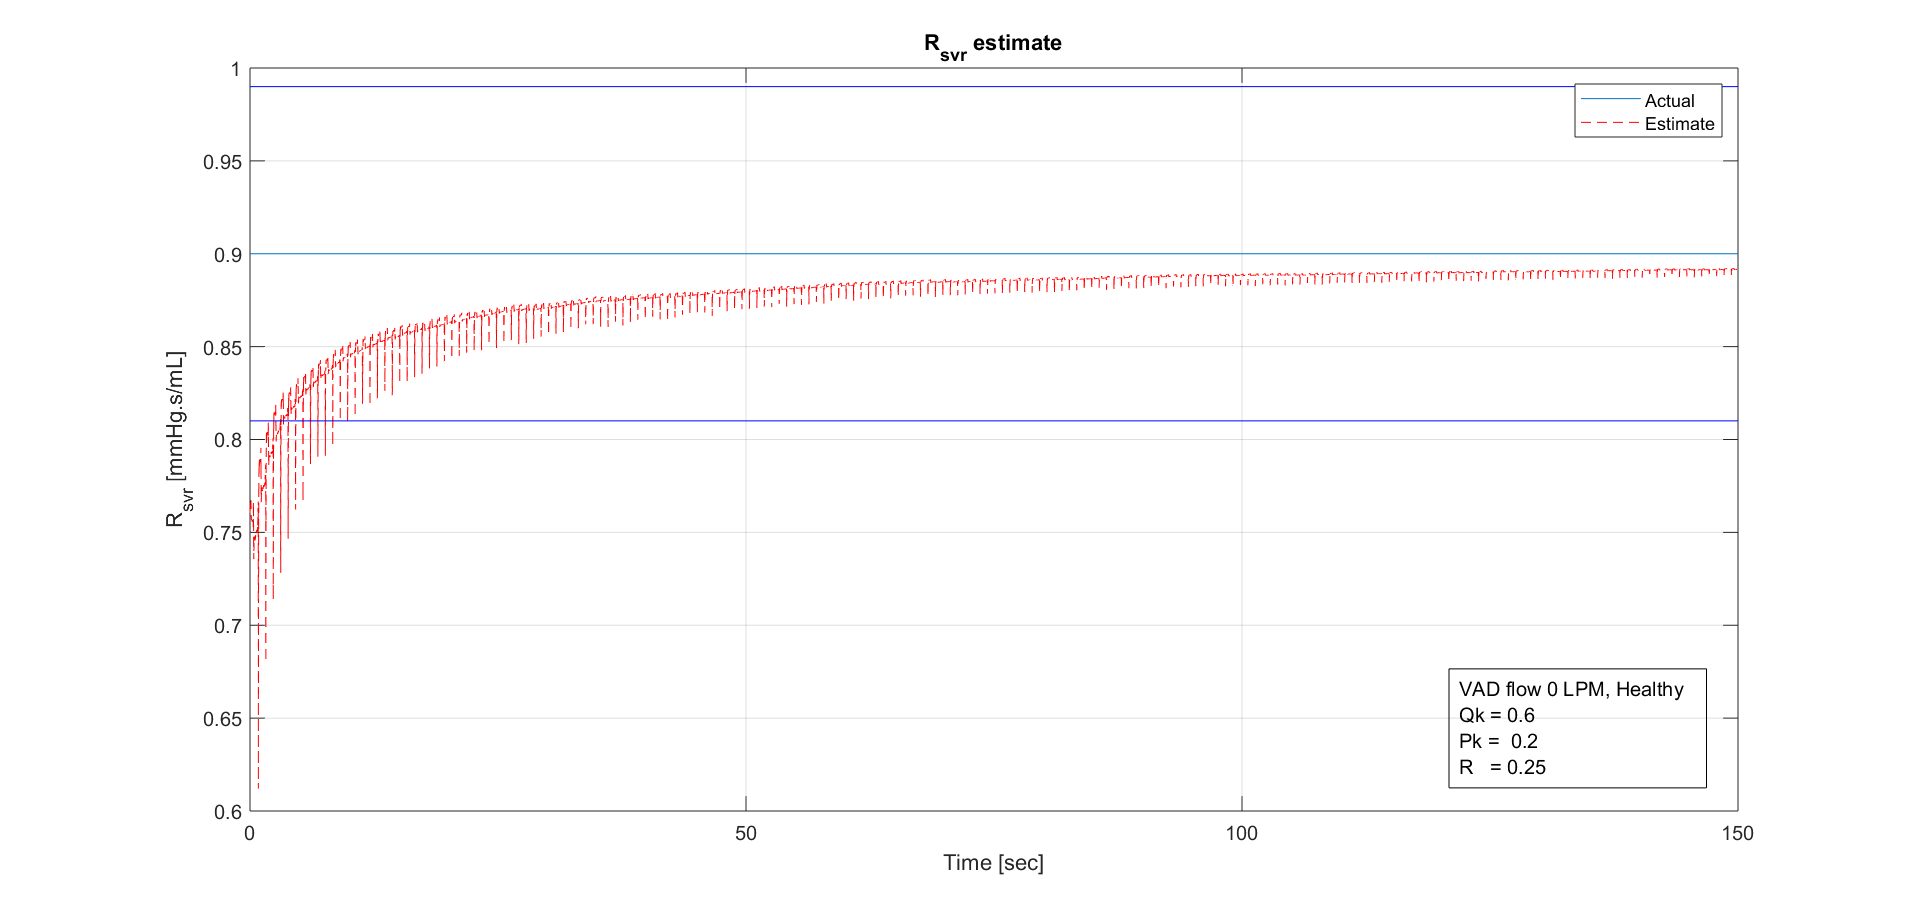 R_svr estimate
1
0.95
0.9
0.85
0.8
0.75
0.7
0.65
0.6
0
50
100
150
R_svr [mmHg.s/mL]
Time [sec]
Actual
Estimate
VAD flow 0 LPM, Healthy
Qk = 0.6
Pk =  0.2
R   = 0.25